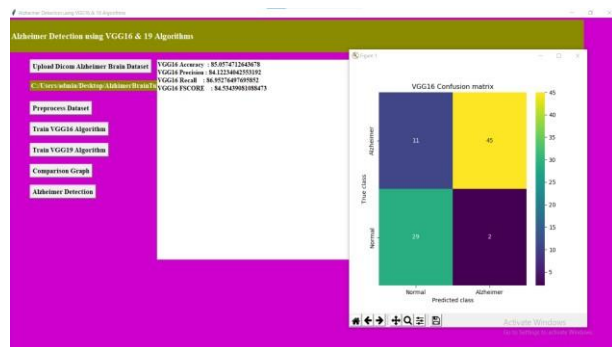 Alzheimer Detection using VGG16 & 19 Algorithms
Alzheimer Detection using VGG16 & 19 Algorithms
Upload Dicom Alzheimer Brain Dataset
C:/Users/admin/Desktop/AlzhimerBrainTu
Preprocess Dataset
Train VGG16 Algorithm
Train VGG19 Algorithm
Comparison Graph
Alzheimer Detection
VGG16 Accuracy : 85.0574712643678
VGG16 Precision : 84.12234042553192
VGG16 Recall : 86.95276497695852
VGG16 FSCORE : 84.53439081088473
Figure 1
VGG16 Confusion matrix
Alzheimer
Normal
True class
11
45
29
2
Normal
Alzheimer
Predicted class
45
40
35
30
25
20
15
10
5
Activate Windows
Go to Settings to activate Windows.